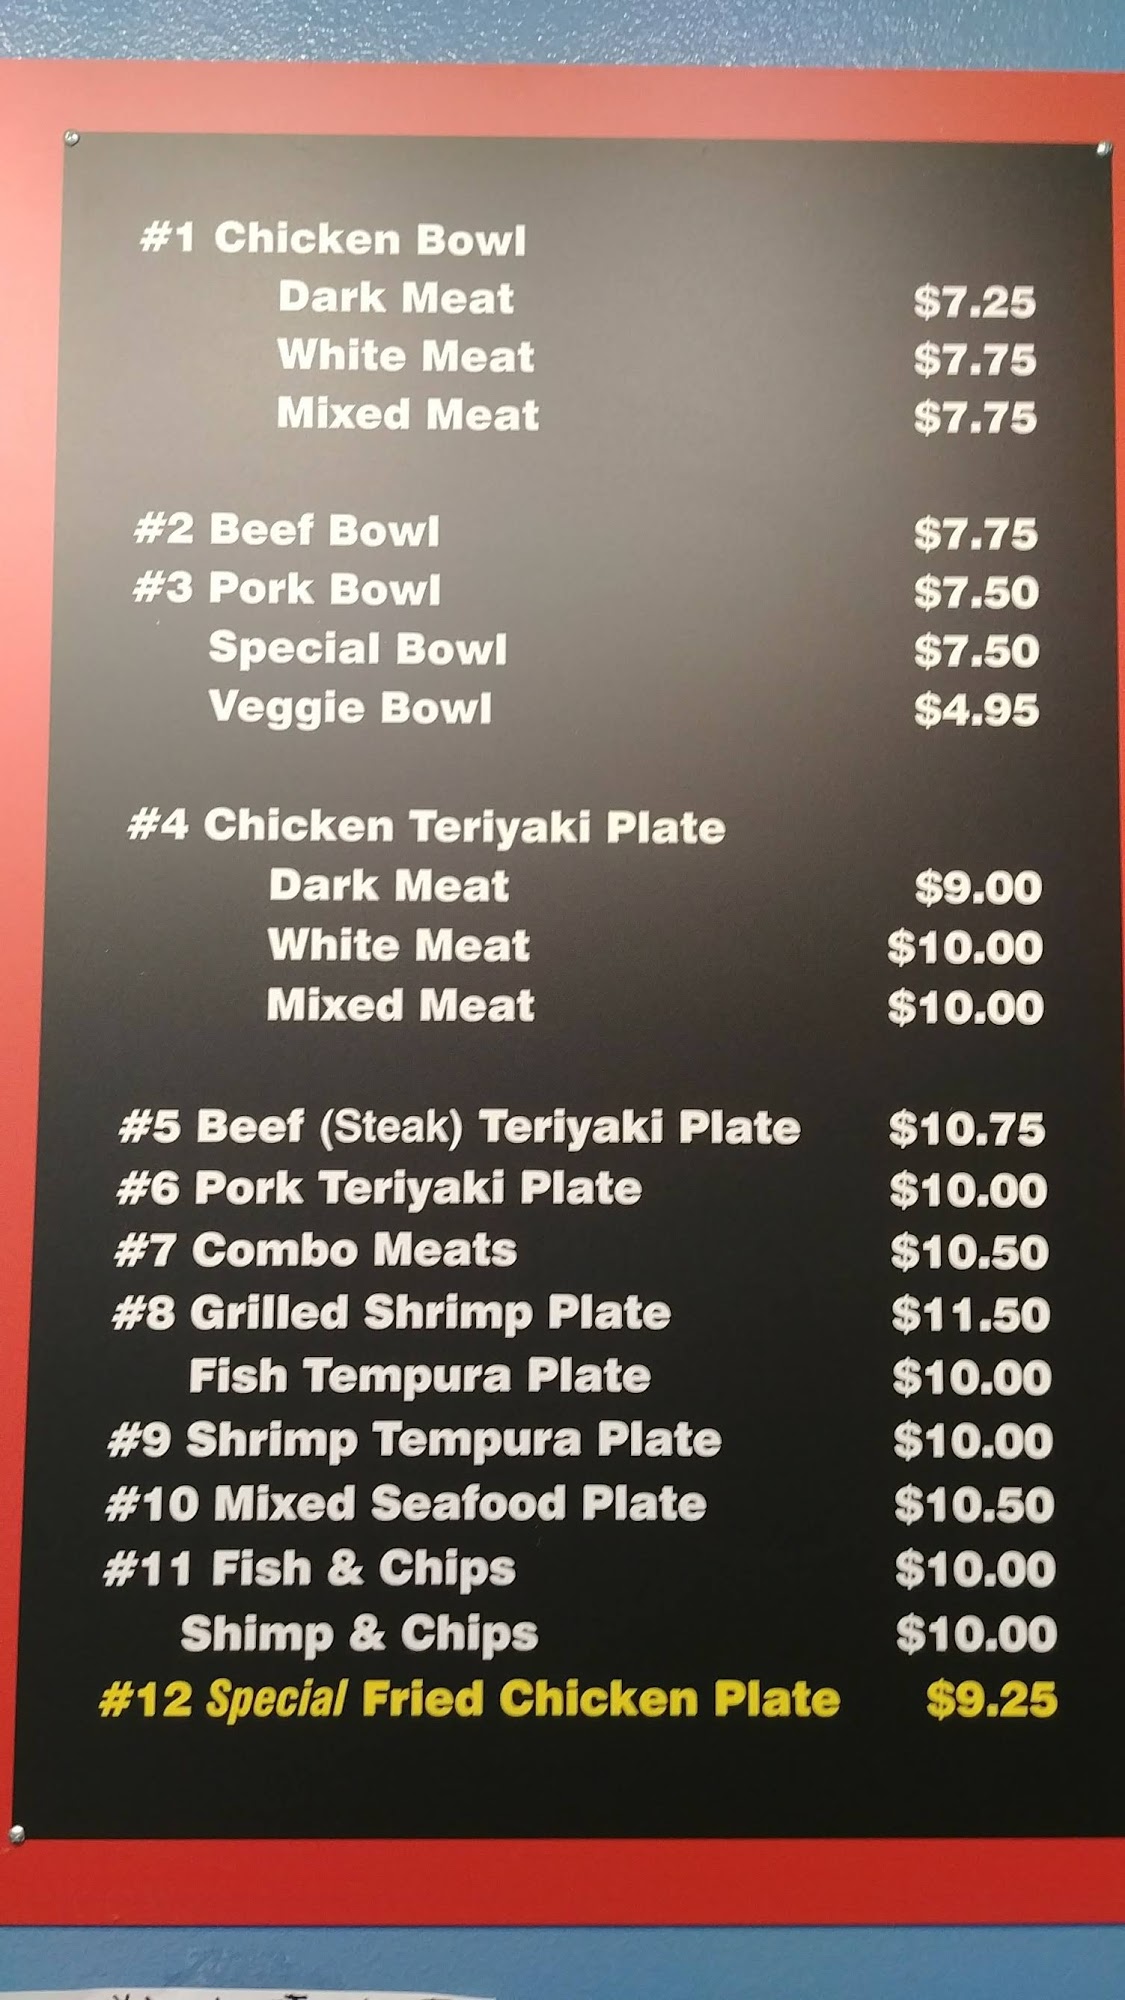 #1 Chicken Bowl
Dark Meat $7.25
White Meat $7.75
Mixed Meat $7.75
#2 Beef Bowl $7.75
#3 Pork Bowl $7.50
Special Bowl $7.50
Veggie Bowl $4.95
#4 Chicken Teriyaki Plate
Dark Meat $9.00
White Meat $10.00
Mixed Meat $10.00
#5 Beef (Steak) Teriyaki Plate $10.75
#6 Pork Teriyaki Plate $10.00
#7 Combo Meats $10.50
#8 Grilled Shrimp Plate $11.50
Fish Tempura Plate $10.00
#9 Shrimp Tempura Plate $10.00
#10 Mixed Seafood Plate $10.50
#11 Fish & Chips $10.00
Shimp & Chips $10.00
#12 Special Fried Chicken Plate $9.25